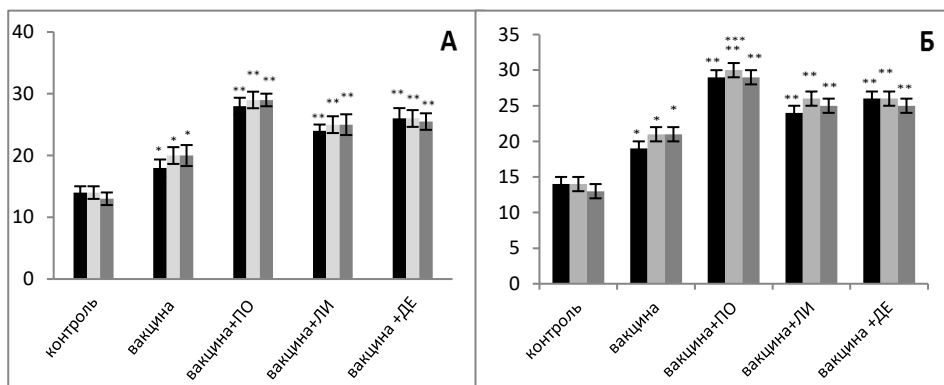 А
40
30
20
10
0
* * *
** ** **
** ** **
** ** **
контроль
вакцина
вакцина+ПО
вакцина+ЛИ
вакцина +ДЕ
Б
35
30
25
20
15
10
5
0
* * *
***
** ** **
** ** **
** ** **
контроль
вакцина
вакцина+ПО
вакцина+ЛИ
вакцина +ДЕ